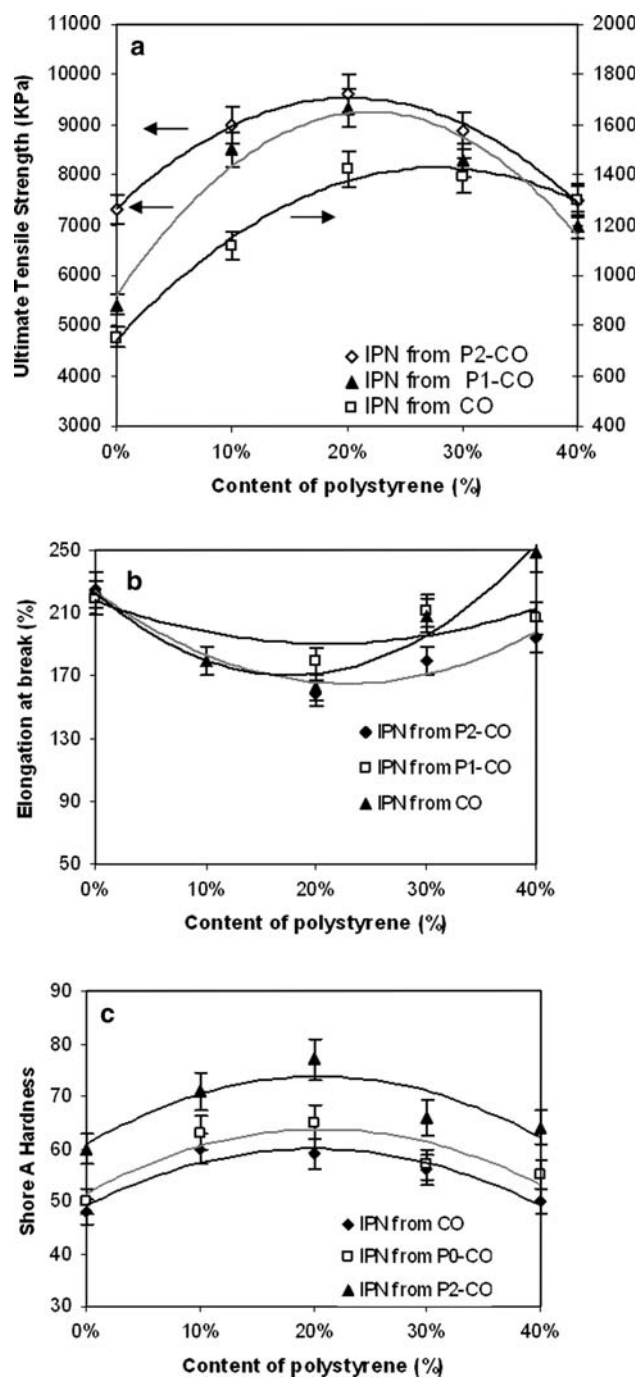 a
Ultimate Tensile Strength (KPa)
11000
10000
9000
8000
7000
6000
5000
4000
3000
2000
1800
1600
1400
1200
1000
800
600
400
IPN from P2-CO
IPN from P1-CO
IPN from CO
0%
10%
20%
30%
40%
Content of polystyrene (%)
b
Elongation at break (%)
250
210
170
130
90
50
IPN from P2-CO
IPN from P1-CO
IPN from CO
0%
10%
20%
30%
40%
Content of polystyrene (%)
c
Shore A Hardness
90
80
70
60
50
40
30
IPN from CO
IPN from P0-CO
IPN from P2-CO
0%
10%
20%
30%
40%
Content of polystyrene (%)